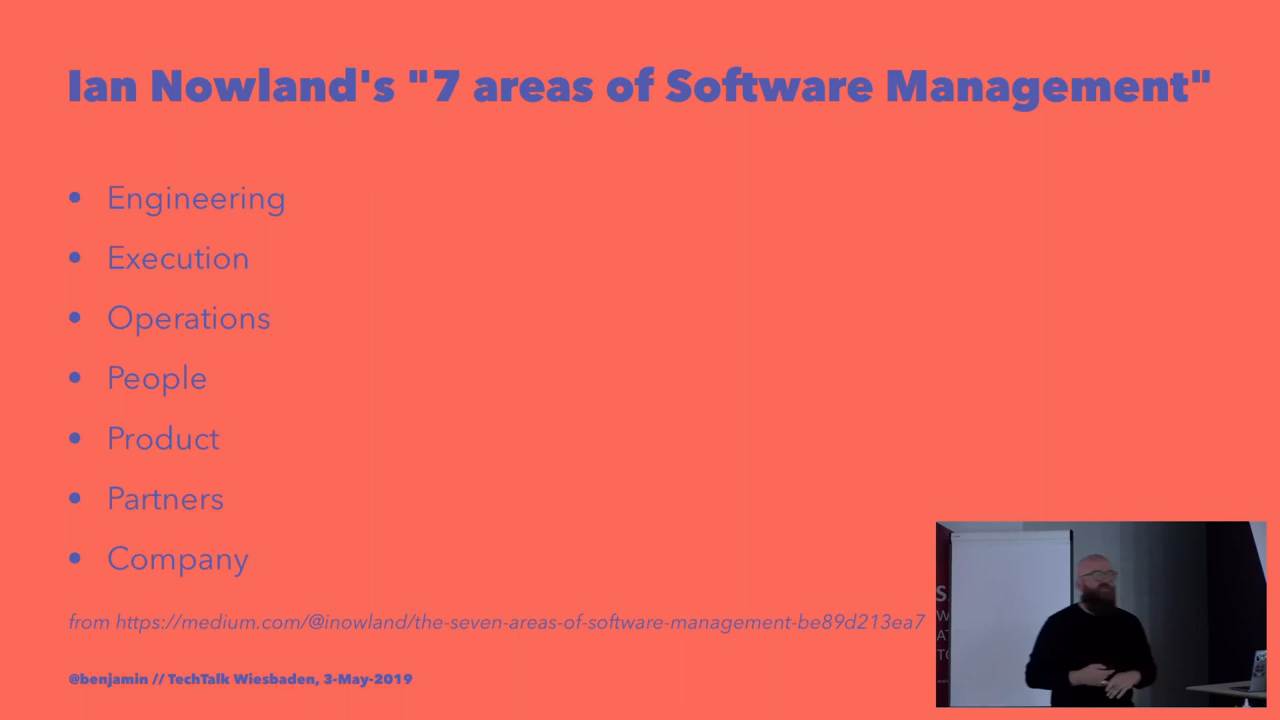 Ian Nowland's "7 areas of Software Management"
• Engineering
• Execution
• Operations
• People
• Product
• Partners
• Company
from https://medium.com/@inowland/the-seven-areas-of-software-management-be89d213ea7
@benjamin // TechTalk Wiesbaden, 3-May-2019